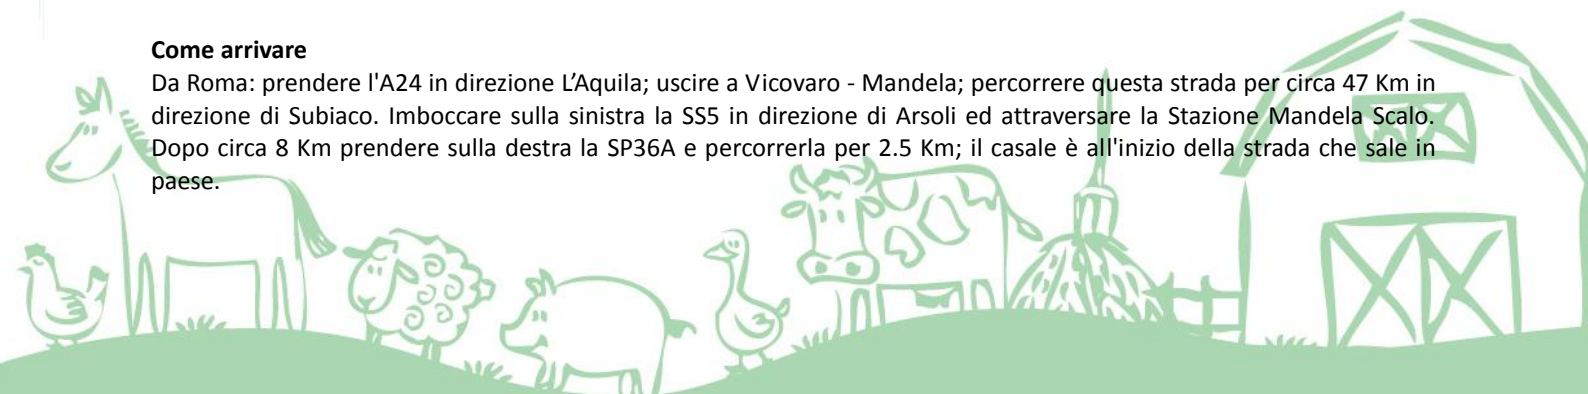 Come arrivare
Da Roma: prendere l'A24 in direzione L’Aquila; uscire a Vicovaro - Mandela; percorrere questa strada per circa 47 Km in
direzione di Subiaco. Imboccare sulla sinistra la SS5 in direzione di Arsoli ed attraversare la Stazione Mandela Scalo.
Dopo circa 8 Km prendere sulla destra la SP36A e percorrerla per 2.5 Km; il casale è all'inizio della strada che sale in
paese.